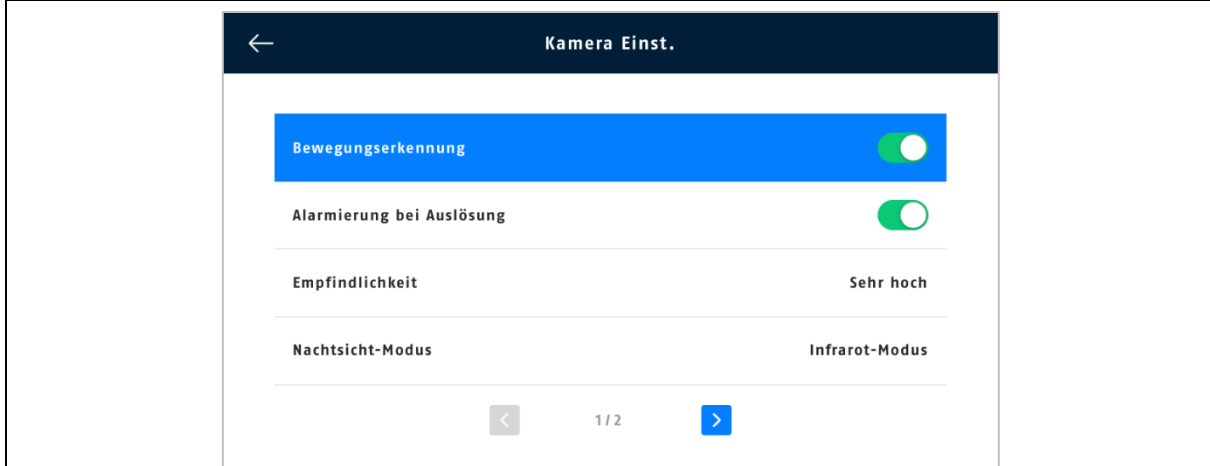 Kamera Einst.
Bewegungserkennung
Alarmierung bei Auslösung
Empfindlichkeit Sehr hoch
Nachtsicht-Modus Infrarot-Modus
1/2